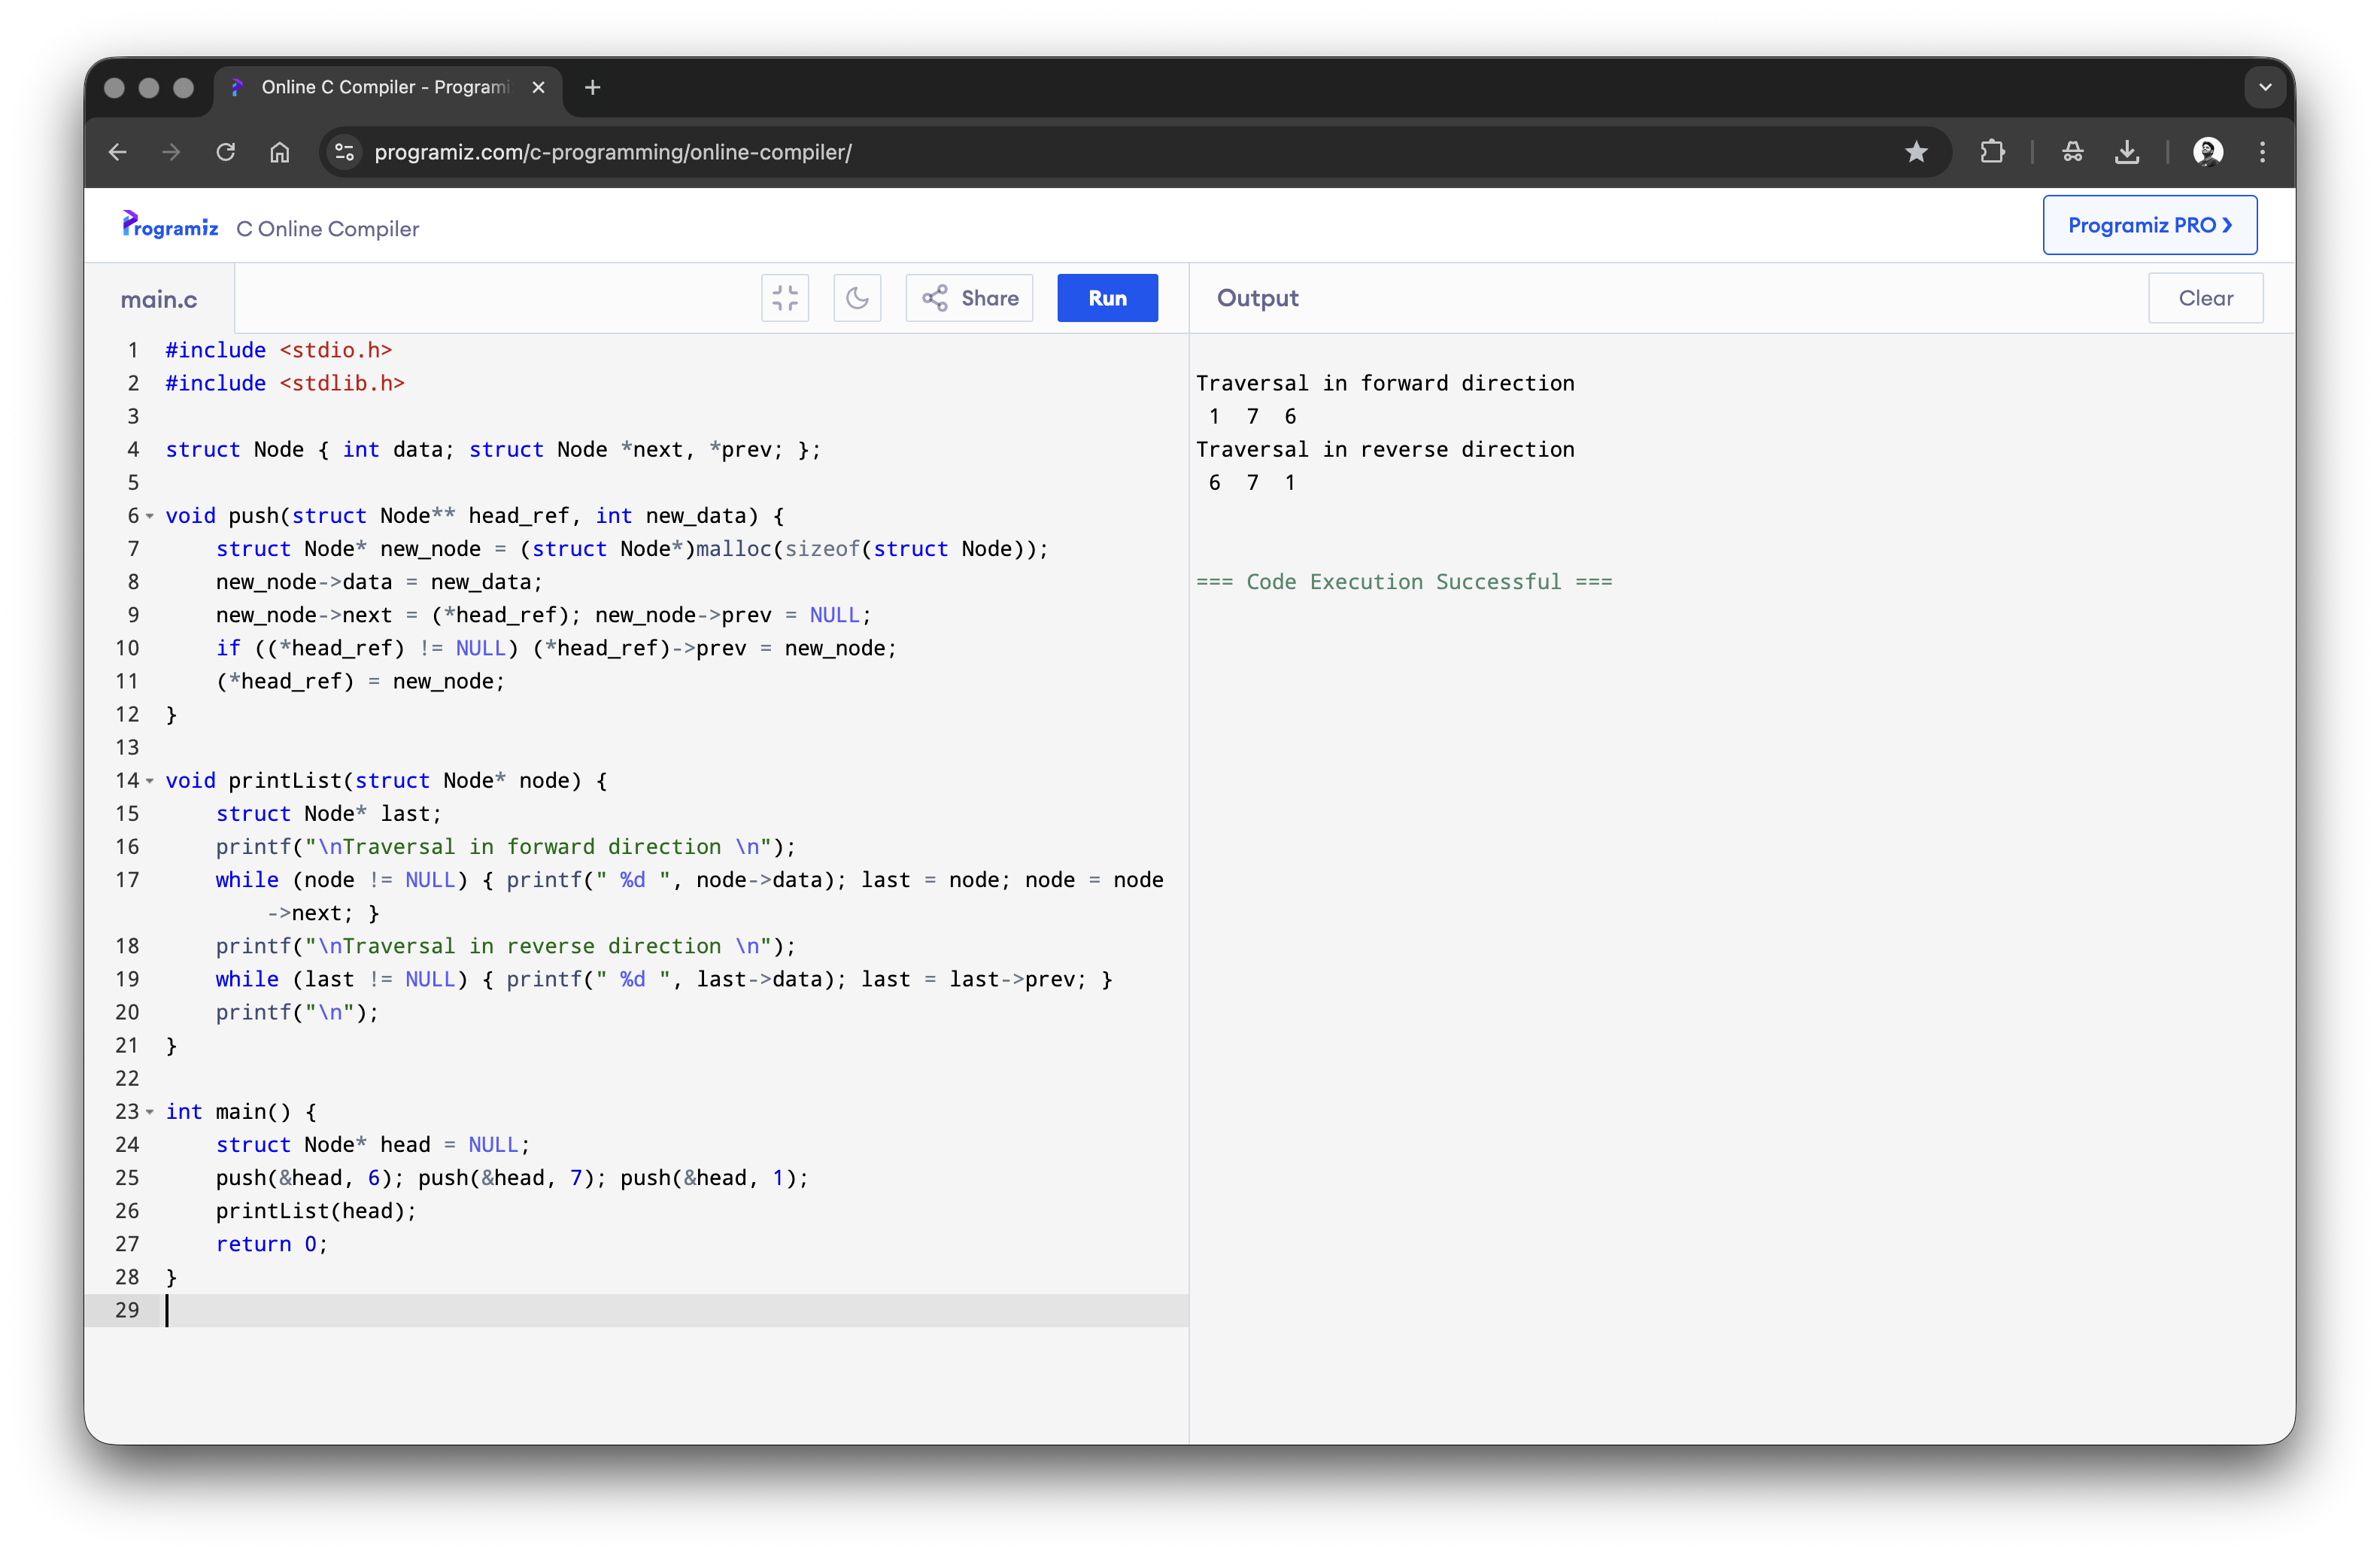 Online C Compiler - Programi
programiz.com/c-programming/online-compiler/
Programiz C Online Compiler
Programiz PRO ❯
main.c
Share
Run
Output
Clear
1 #include <stdio.h>
2 #include <stdlib.h>
3
4 struct Node { int data; struct Node *next, *prev; };
5
6 void push(struct Node** head_ref, int new_data) {
7     struct Node* new_node = (struct Node*)malloc(sizeof(struct Node));
8     new_node->data = new_data;
9     new_node->next = (*head_ref); new_node->prev = NULL;
10     if ((*head_ref) != NULL) (*head_ref)->prev = new_node;
11     (*head_ref) = new_node;
12 }
13
14 void printList(struct Node* node) {
15     struct Node* last;
16     printf("\nTraversal in forward direction \n");
17     while (node != NULL) { printf(" %d ", node->data); last = node; node = node
        ->next; }
18     printf("\nTraversal in reverse direction \n");
19     while (last != NULL) { printf(" %d ", last->data); last = last->prev; }
20     printf("\n");
21 }
22
23 int main() {
24     struct Node* head = NULL;
25     push(&head, 6); push(&head, 7); push(&head, 1);
26     printList(head);
27     return 0;
28 }
29
Traversal in forward direction
 1  7  6
Traversal in reverse direction
 6  7  1
=== Code Execution Successful ===